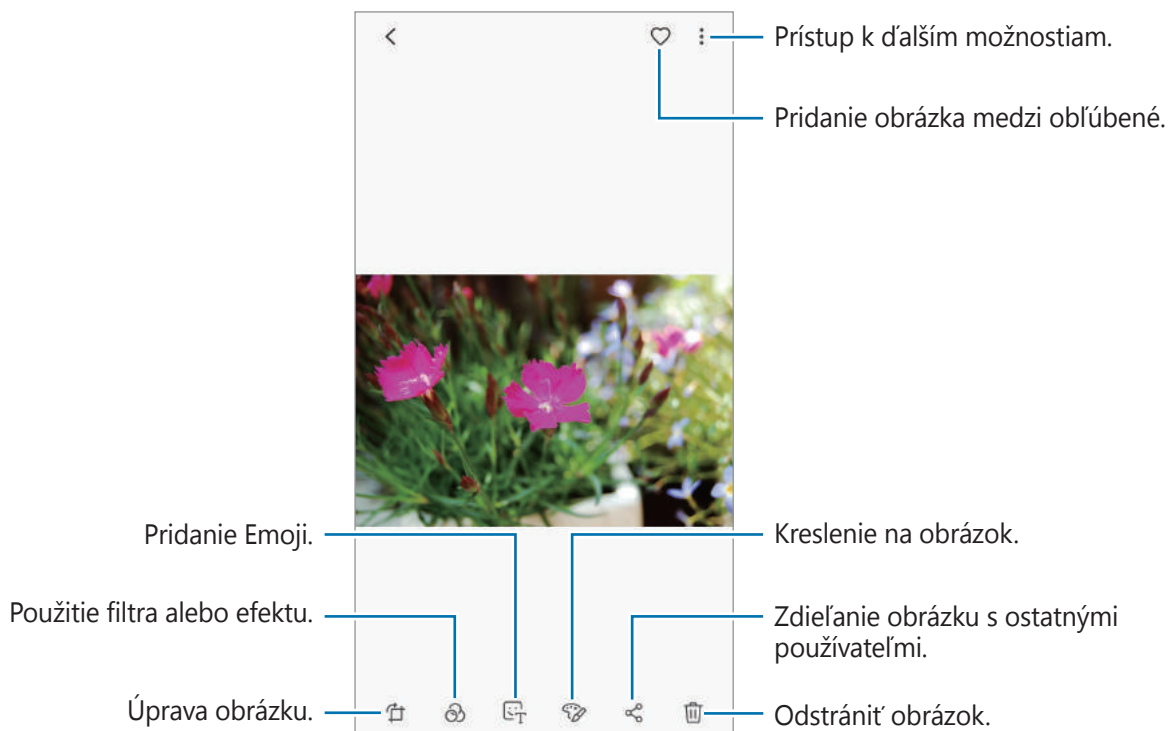 Prístup k ďalším možnostiam.
Pridanie obrázka medzi obľúbené.
Pridanie Emoji.
Kreslenie na obrázok.
Použitie filtra alebo efektu.
Zdieľanie obrázku s ostatnými
používateľmi.
Úprava obrázku.
Odstrániť obrázok.